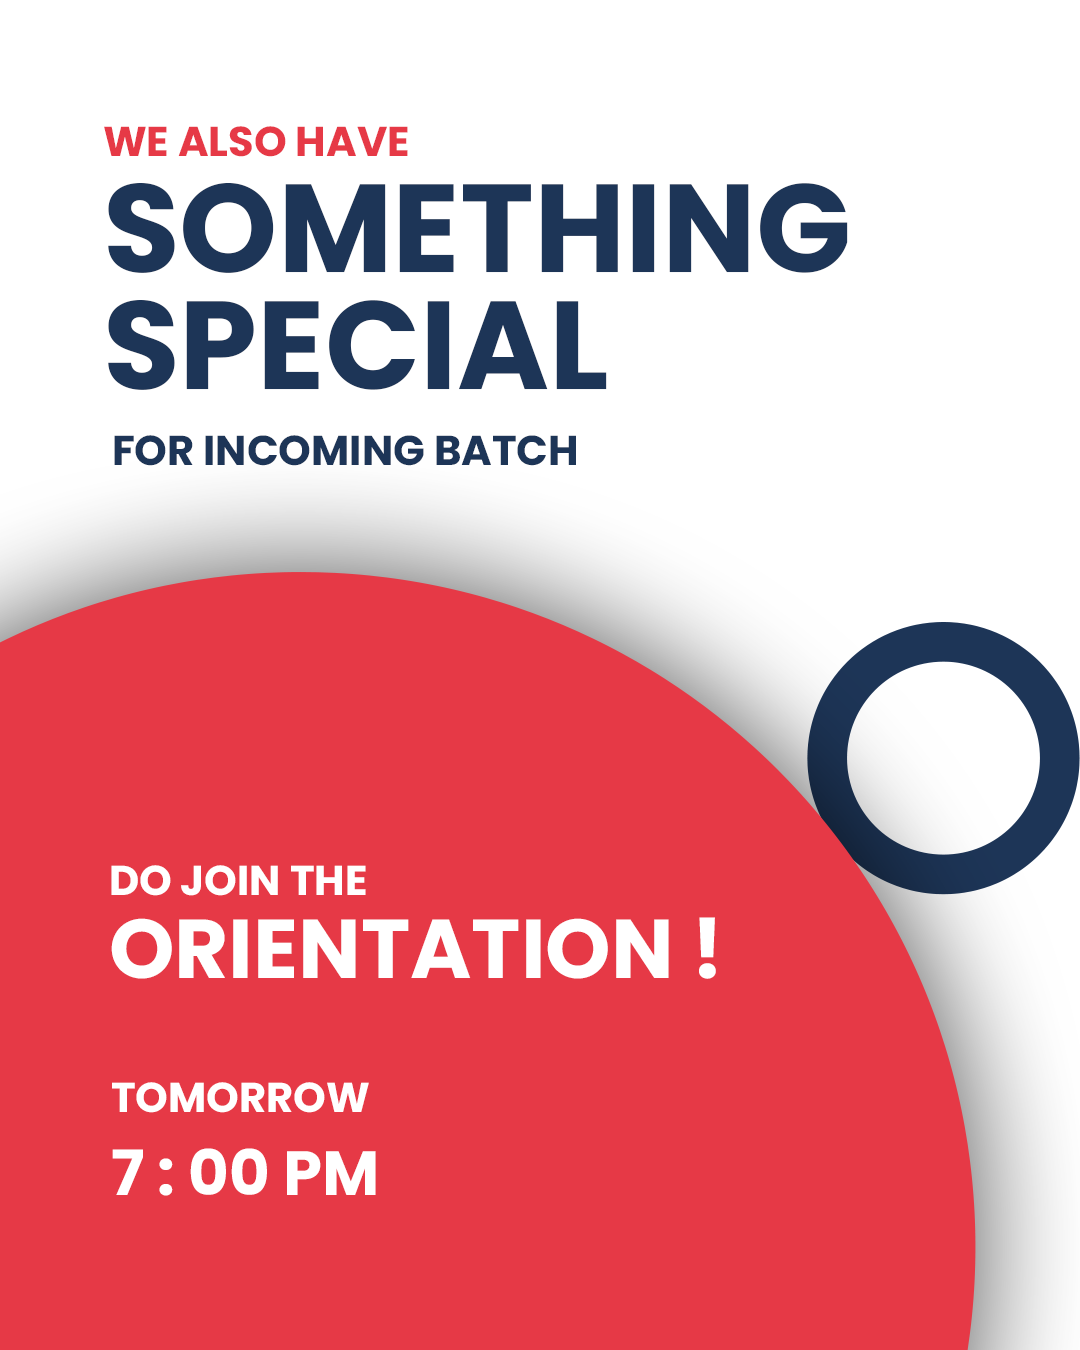 WE ALSO HAVE
SOMETHING
SPECIAL
FOR INCOMING BATCH
DO JOIN THE
ORIENTATION !
TOMORROW
7 : 00 PM